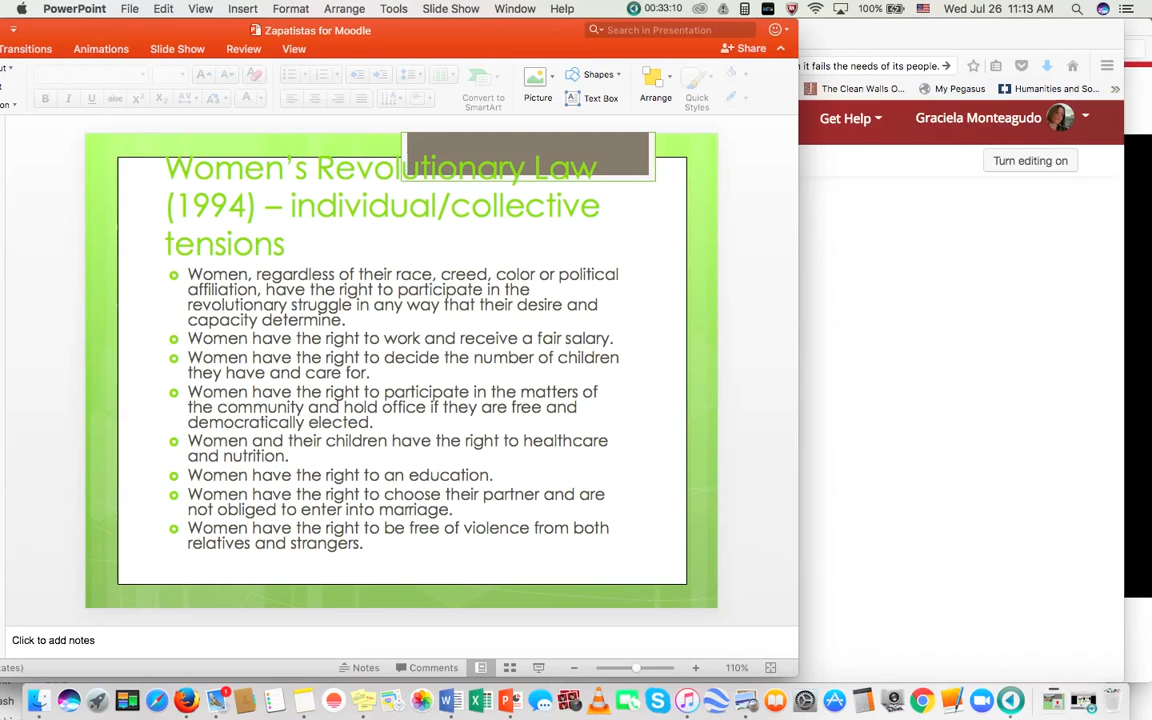 PowerPoint File Edit View Insert Format Arrange Tools Slide Show Window Help 00:33:10 100% Wed Jul 26 11:13 AM
Zapatistas for Moodle
Search in Presentation
Transitions Animations Slide Show Review View
Share
Convert to
SmartArt
Picture
Shapes
Text Box
Arrange
Quick
Styles
Women's Revolutionary Law
(1994) – individual/collective
tensions
Women, regardless of their race, creed, color or political
affiliation, have the right to participate in the
revolutionary struggle in any way that their desire and
capacity determine.
Women have the right to work and receive a fair salary.
Women have the right to decide the number of children
they have and care for.
Women have the right to participate in the matters of
the community and hold office if they are free and
democratically elected.
Women and their children have the right to healthcare
and nutrition.
Women have the right to an education.
Women have the right to choose their partner and are
not obliged to enter into marriage.
Women have the right to be free of violence from both
relatives and strangers.
Click to add notes
Notes Comments 110%
it fails the needs of its people.
The Clean Walls O... My Pegasus Humanities and So...
Get Help Graciela Monteagudo
Turn editing on